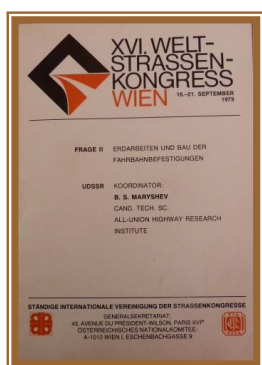 XVI. WELT-
STRASSEN-
KONGRESS
WIEN 16.–21. SEPTEMBER
1979
FRAGE II ERDARBEITEN UND BAU DER
FAHRBAHNBEFESTIGUNGEN
UDSSR KOORDINATOR:
B. S. MARYSHEV
CAND. TECH. SC.
ALL-UNION HIGHWAY RESEARCH
INSTITUTE
STÄNDIGE INTERNATIONALE VEREINIGUNG DER STRASSENKONGRESSE
GENERALSEKRETARIAT:
43, AVENUE DU PRÉSIDENT-WILSON, PARIS XVIᵉ
ÖSTERREICHISCHES NATIONALKOMITEE:
A-1010 WIEN I, ESCHENBACHGASSE 9